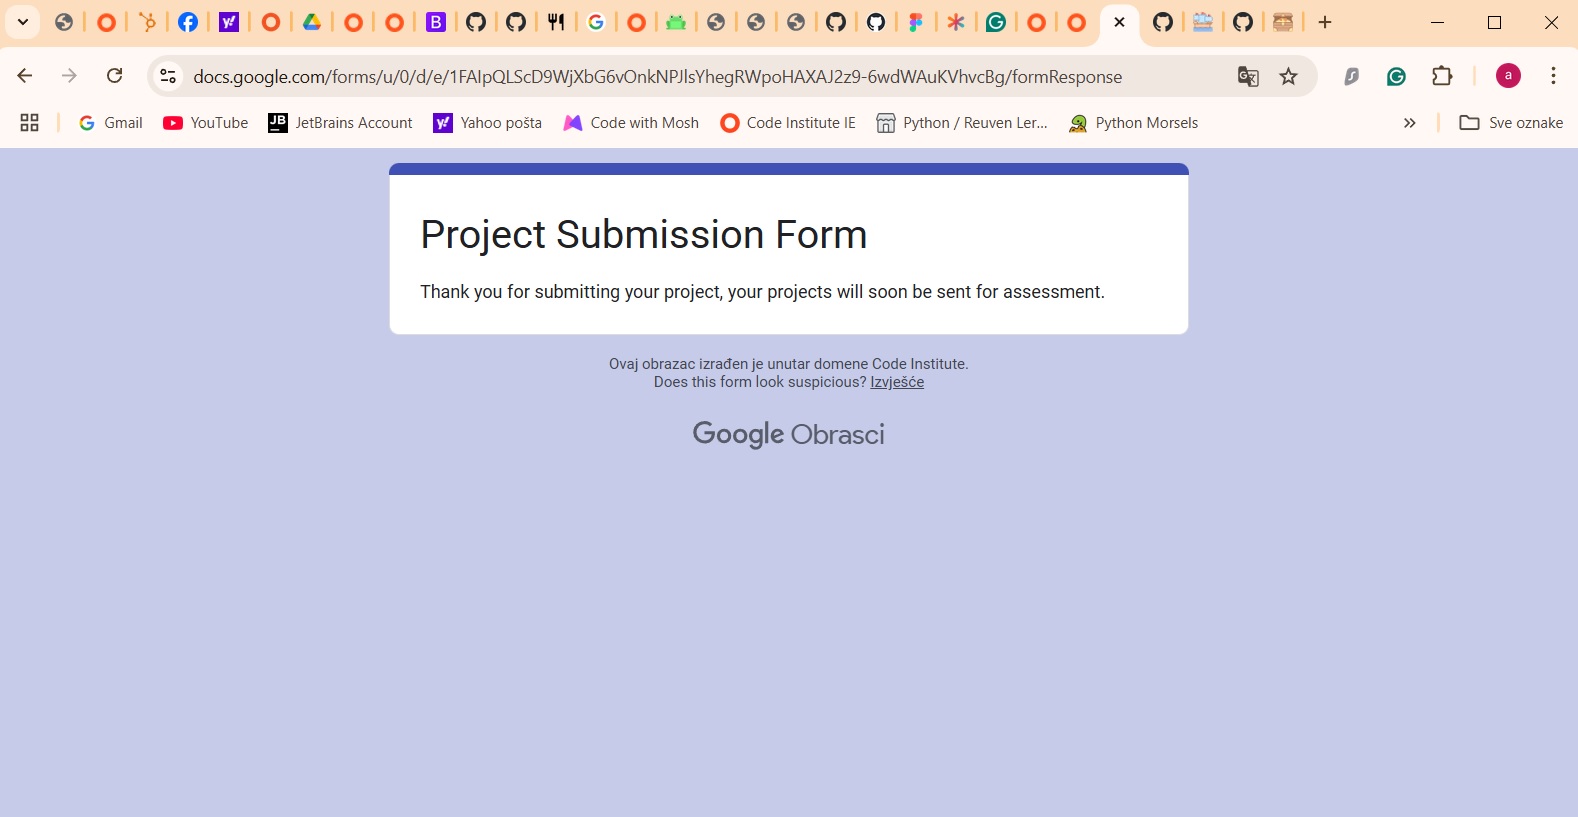 docs.google.com/forms/u/0/d/e/1FAIpQLScD9WjXbG6vOnkNPJlsYhegRWpoHAXAJ2z9-6wdWAuKVhvcBg/formResponse
a
Gmail YouTube JetBrains Account Yahoo pošta Code with Mosh Code Institute IE Python / Reuven Ler... Python Morsels » Sve oznake
Project Submission Form
Thank you for submitting your project, your projects will soon be sent for assessment.
Ovaj obrazac izrađen je unutar domene Code Institute.
Does this form look suspicious? Izvješće
Google Obrasci